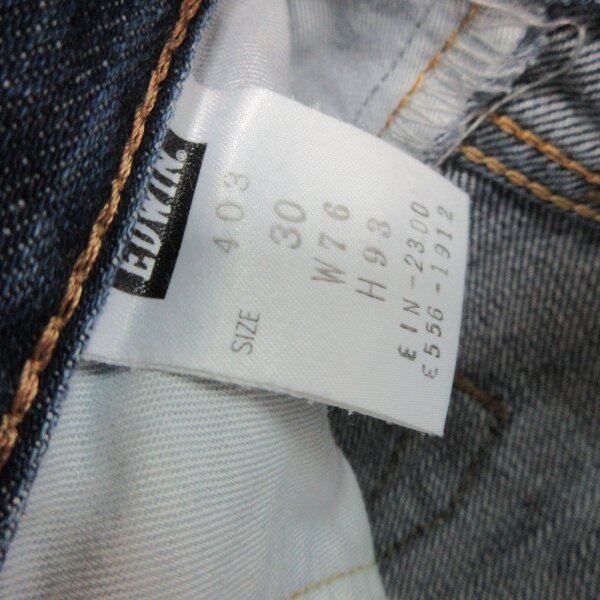 EDWIN.
403
SIZE 30
W76
H93
EIN-2300
E556-1912